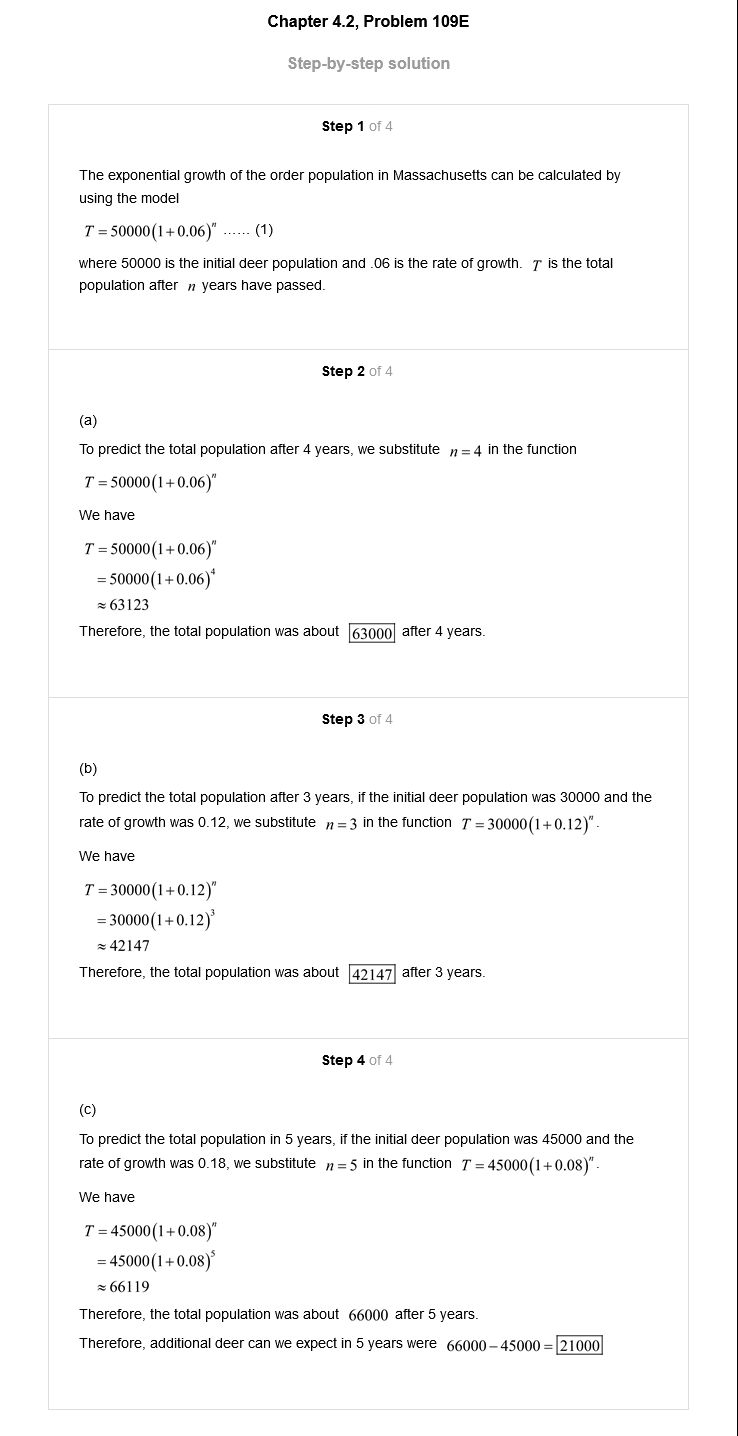 Chapter 4.2, Problem 109E
Step-by-step solution
Step 1 of 4
The exponential growth of the order population in Massachusetts can be calculated by
using the model
T = 50000(1+0.06)ⁿ ...... (1)
where 50000 is the initial deer population and .06 is the rate of growth. T is the total
population after n years have passed.
Step 2 of 4
(a)
To predict the total population after 4 years, we substitute n = 4 in the function
T = 50000(1+0.06)ⁿ
We have
T = 50000(1+0.06)ⁿ
= 50000(1+0.06)⁴
≈ 63123
Therefore, the total population was about 63000 after 4 years.
Step 3 of 4
(b)
To predict the total population after 3 years, if the initial deer population was 30000 and the
rate of growth was 0.12, we substitute n = 3 in the function T = 30000(1+0.12)ⁿ.
We have
T = 30000(1+0.12)ⁿ
= 30000(1+0.12)³
≈ 42147
Therefore, the total population was about 42147 after 3 years.
Step 4 of 4
(c)
To predict the total population in 5 years, if the initial deer population was 45000 and the
rate of growth was 0.18, we substitute n = 5 in the function T = 45000(1+0.08)ⁿ.
We have
T = 45000(1+0.08)ⁿ
= 45000(1+0.08)⁵
≈ 66119
Therefore, the total population was about 66000 after 5 years.
Therefore, additional deer can we expect in 5 years were 66000 – 45000 = 21000